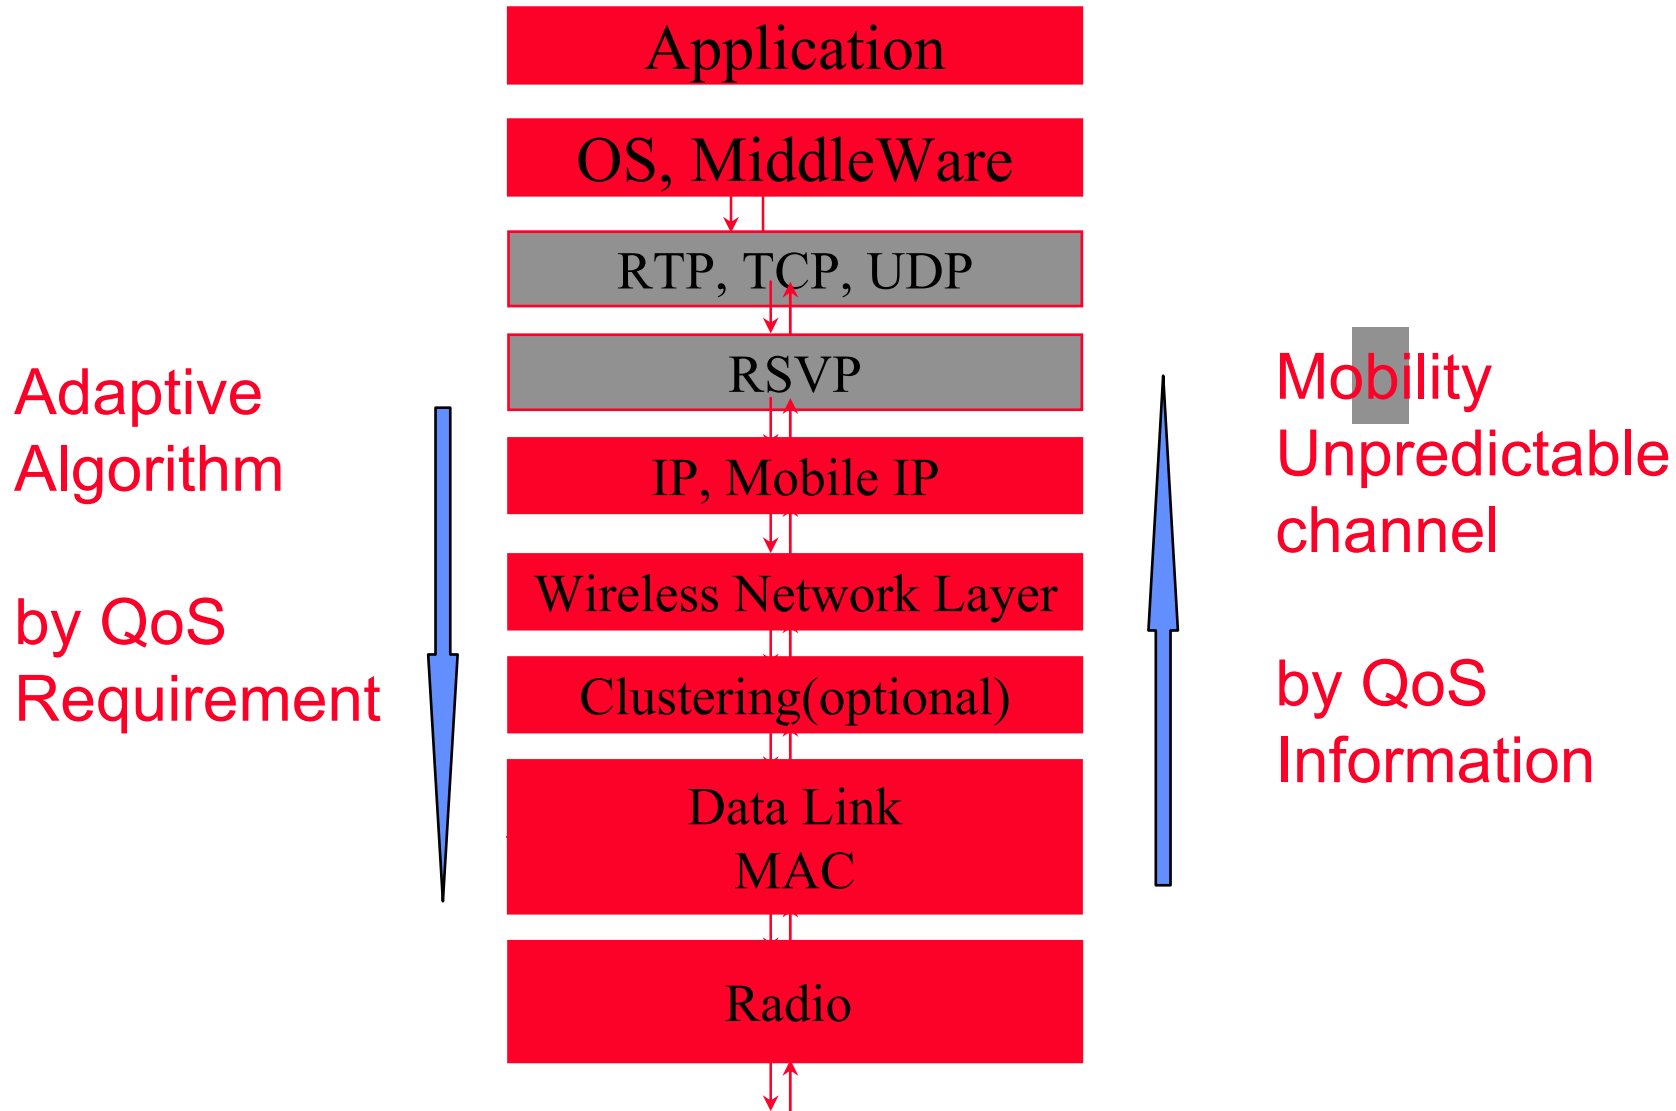 Application
OS, MiddleWare
RTP, TCP, UDP
RSVP
IP, Mobile IP
Wireless Network Layer
Clustering(optional)
Data Link
MAC
Radio
Adaptive
Algorithm
by QoS
Requirement
Mobility
Unpredictable
channel
by QoS
Information